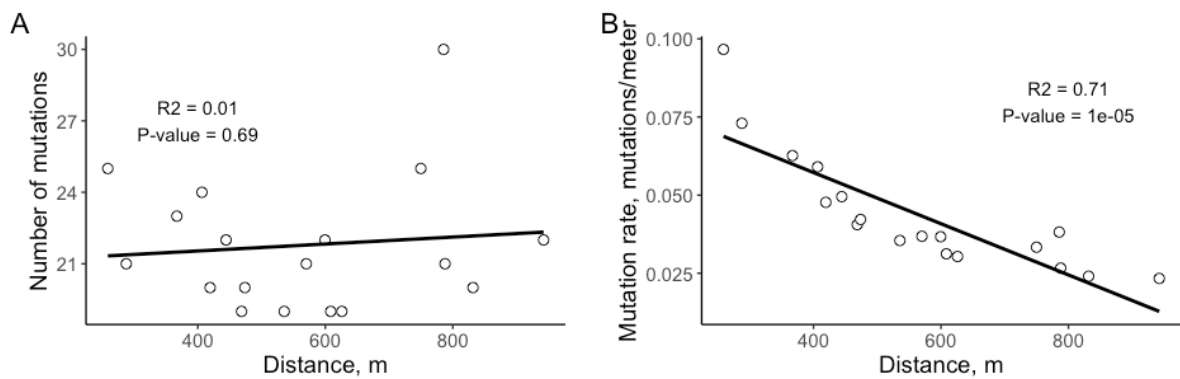 A
Number of mutations
30
27
24
21
R2 = 0.01
P-value = 0.69
400
600
800
Distance, m
B
Mutation rate, mutations/meter
0.100
0.075
0.050
0.025
R2 = 0.71
P-value = 1e-05
400
600
800
Distance, m